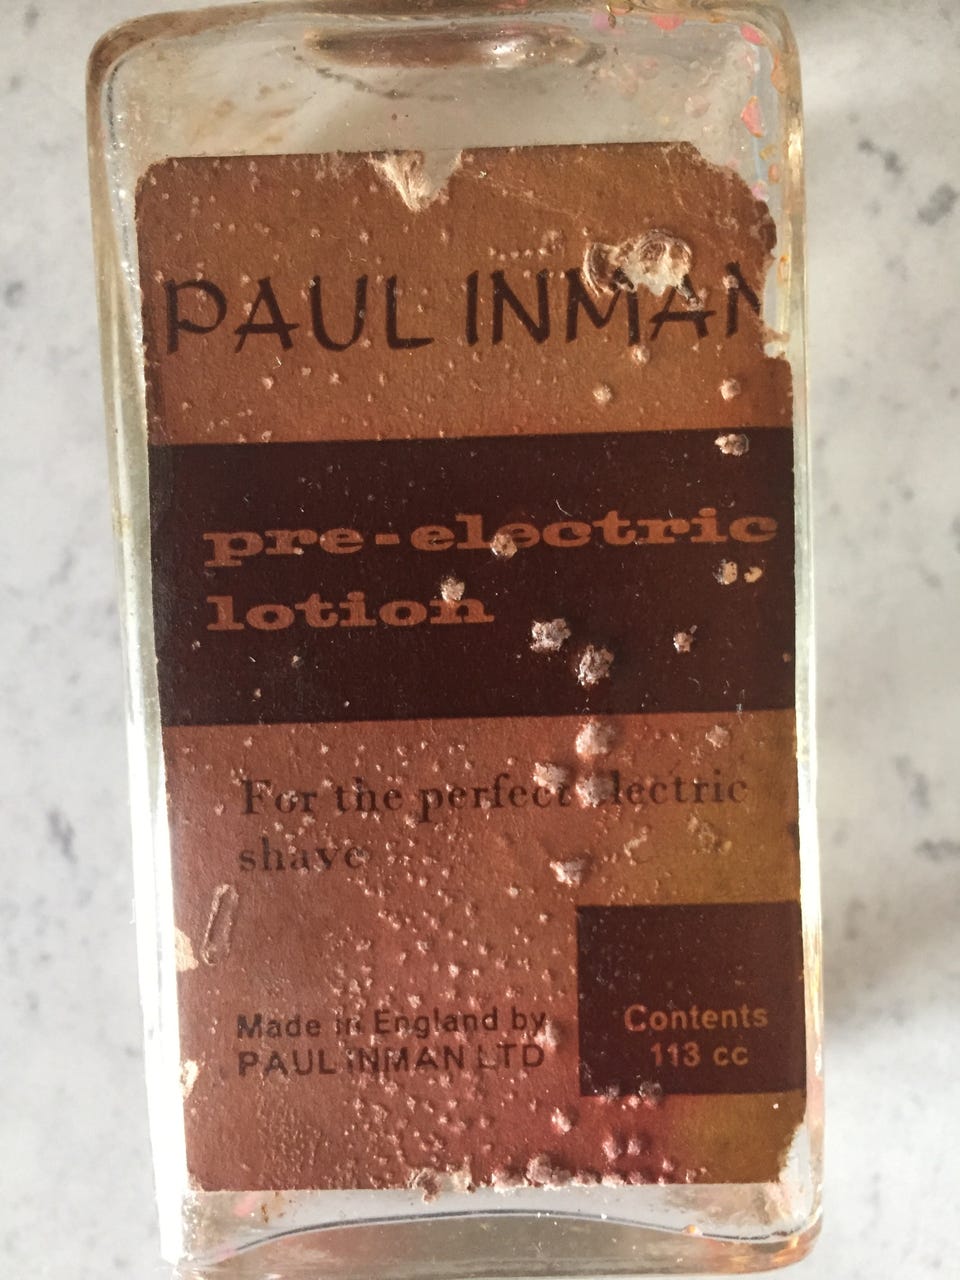 PAUL INMAN
pre-electric
lotion
For the perfect electric
shave
Made in England by
PAUL INMAN LTD
Contents
113 cc